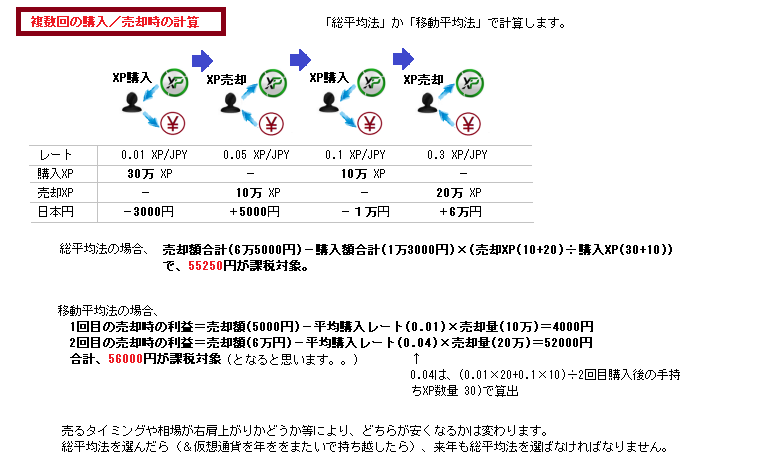 複数回の購入／売却時の計算
「総平均法」か「移動平均法」で計算します。
XP購入 XP売却 XP購入 XP売却
XP XP XP XP
¥ ¥ ¥ ¥
レート 0.01 XP/JPY 0.05 XP/JPY 0.1 XP/JPY 0.3 XP/JPY
購入XP 30万 XP － 10万 XP －
売却XP － 10万 XP － 20万 XP
日本円 －3000円 ＋5000円 －１万円 ＋6万円
総平均法の場合、 売却額合計(6万5000円)－購入額合計(1万3000円)×(売却XP(10+20)÷購入XP(30+10))
で、55250円が課税対象。
移動平均法の場合、
1回目の売却時の利益＝売却額(5000円)－平均購入レート(0.01)×売却量(10万)＝4000円
2回目の売却時の利益＝売却額(6万円)－平均購入レート(0.04)×売却量(20万)＝52000円
合計、56000円が課税対象（となると思います。。） ↑
0.04は、(0.01×20+0.1×10)÷2回目購入後の手持
ちXP数量 30)で算出
売るタイミングや相場が右肩上がりかどうか等により、どちらが安くなるかは変わります。
総平均法を選んだら（＆仮想通貨を年ををまたいで持ち越したら）、来年も総平均法を選ばなければなりません。